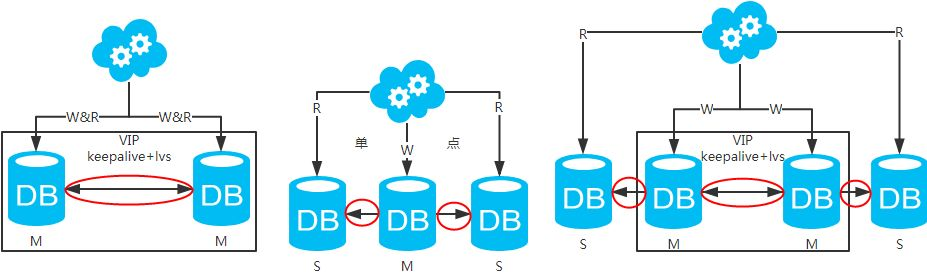 W&R W&R
VIP
keepalive+lvs
DB DB
M M
R R
单 点
W
DB DB DB
S M S
R R
W W
VIP
keepalive+lvs
DB DB DB DB
S M M S